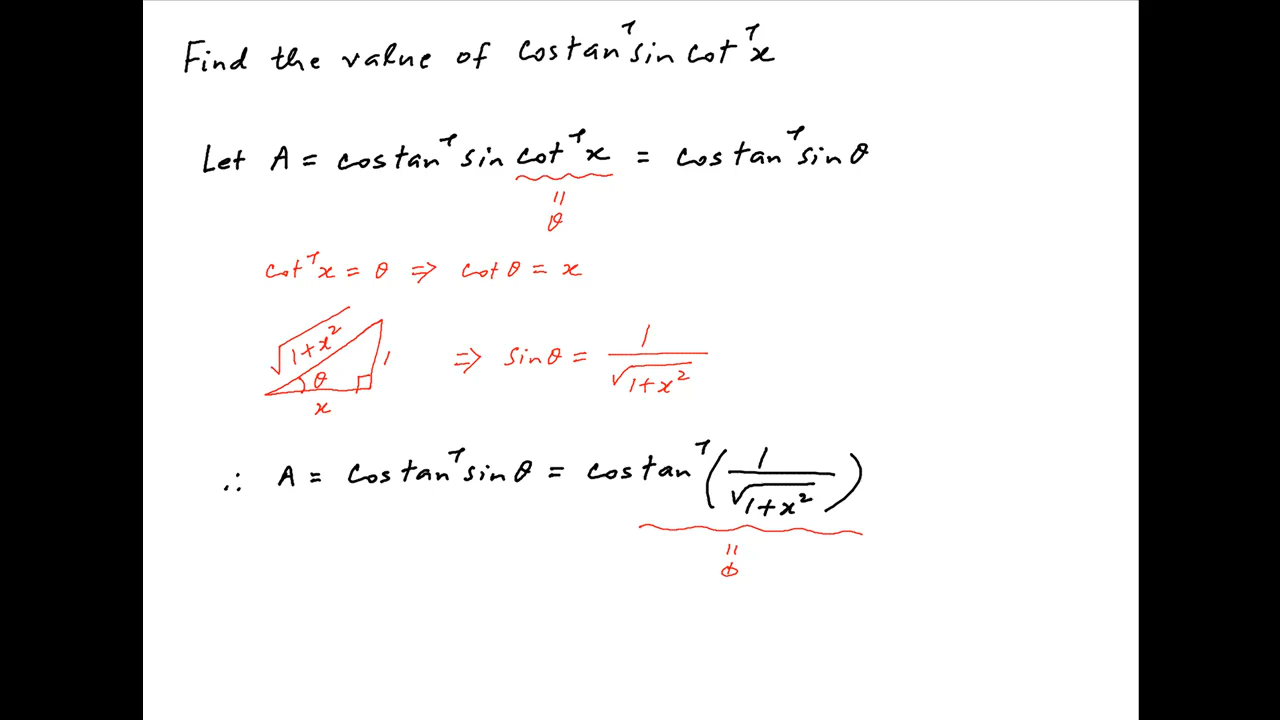 Find the value of cos tan⁻¹ sin cot⁻¹ x
Let A = cos tan⁻¹ sin cot⁻¹ x = cos tan⁻¹ sin θ
=
θ
cot⁻¹ x = θ ⇒ cot θ = x
√(1+x²)
θ
1
x
⇒ sin θ = 1/√(1+x²)
∴ A = cos tan⁻¹ sin θ = cos tan⁻¹ (1/√(1+x²))
=
ϕ